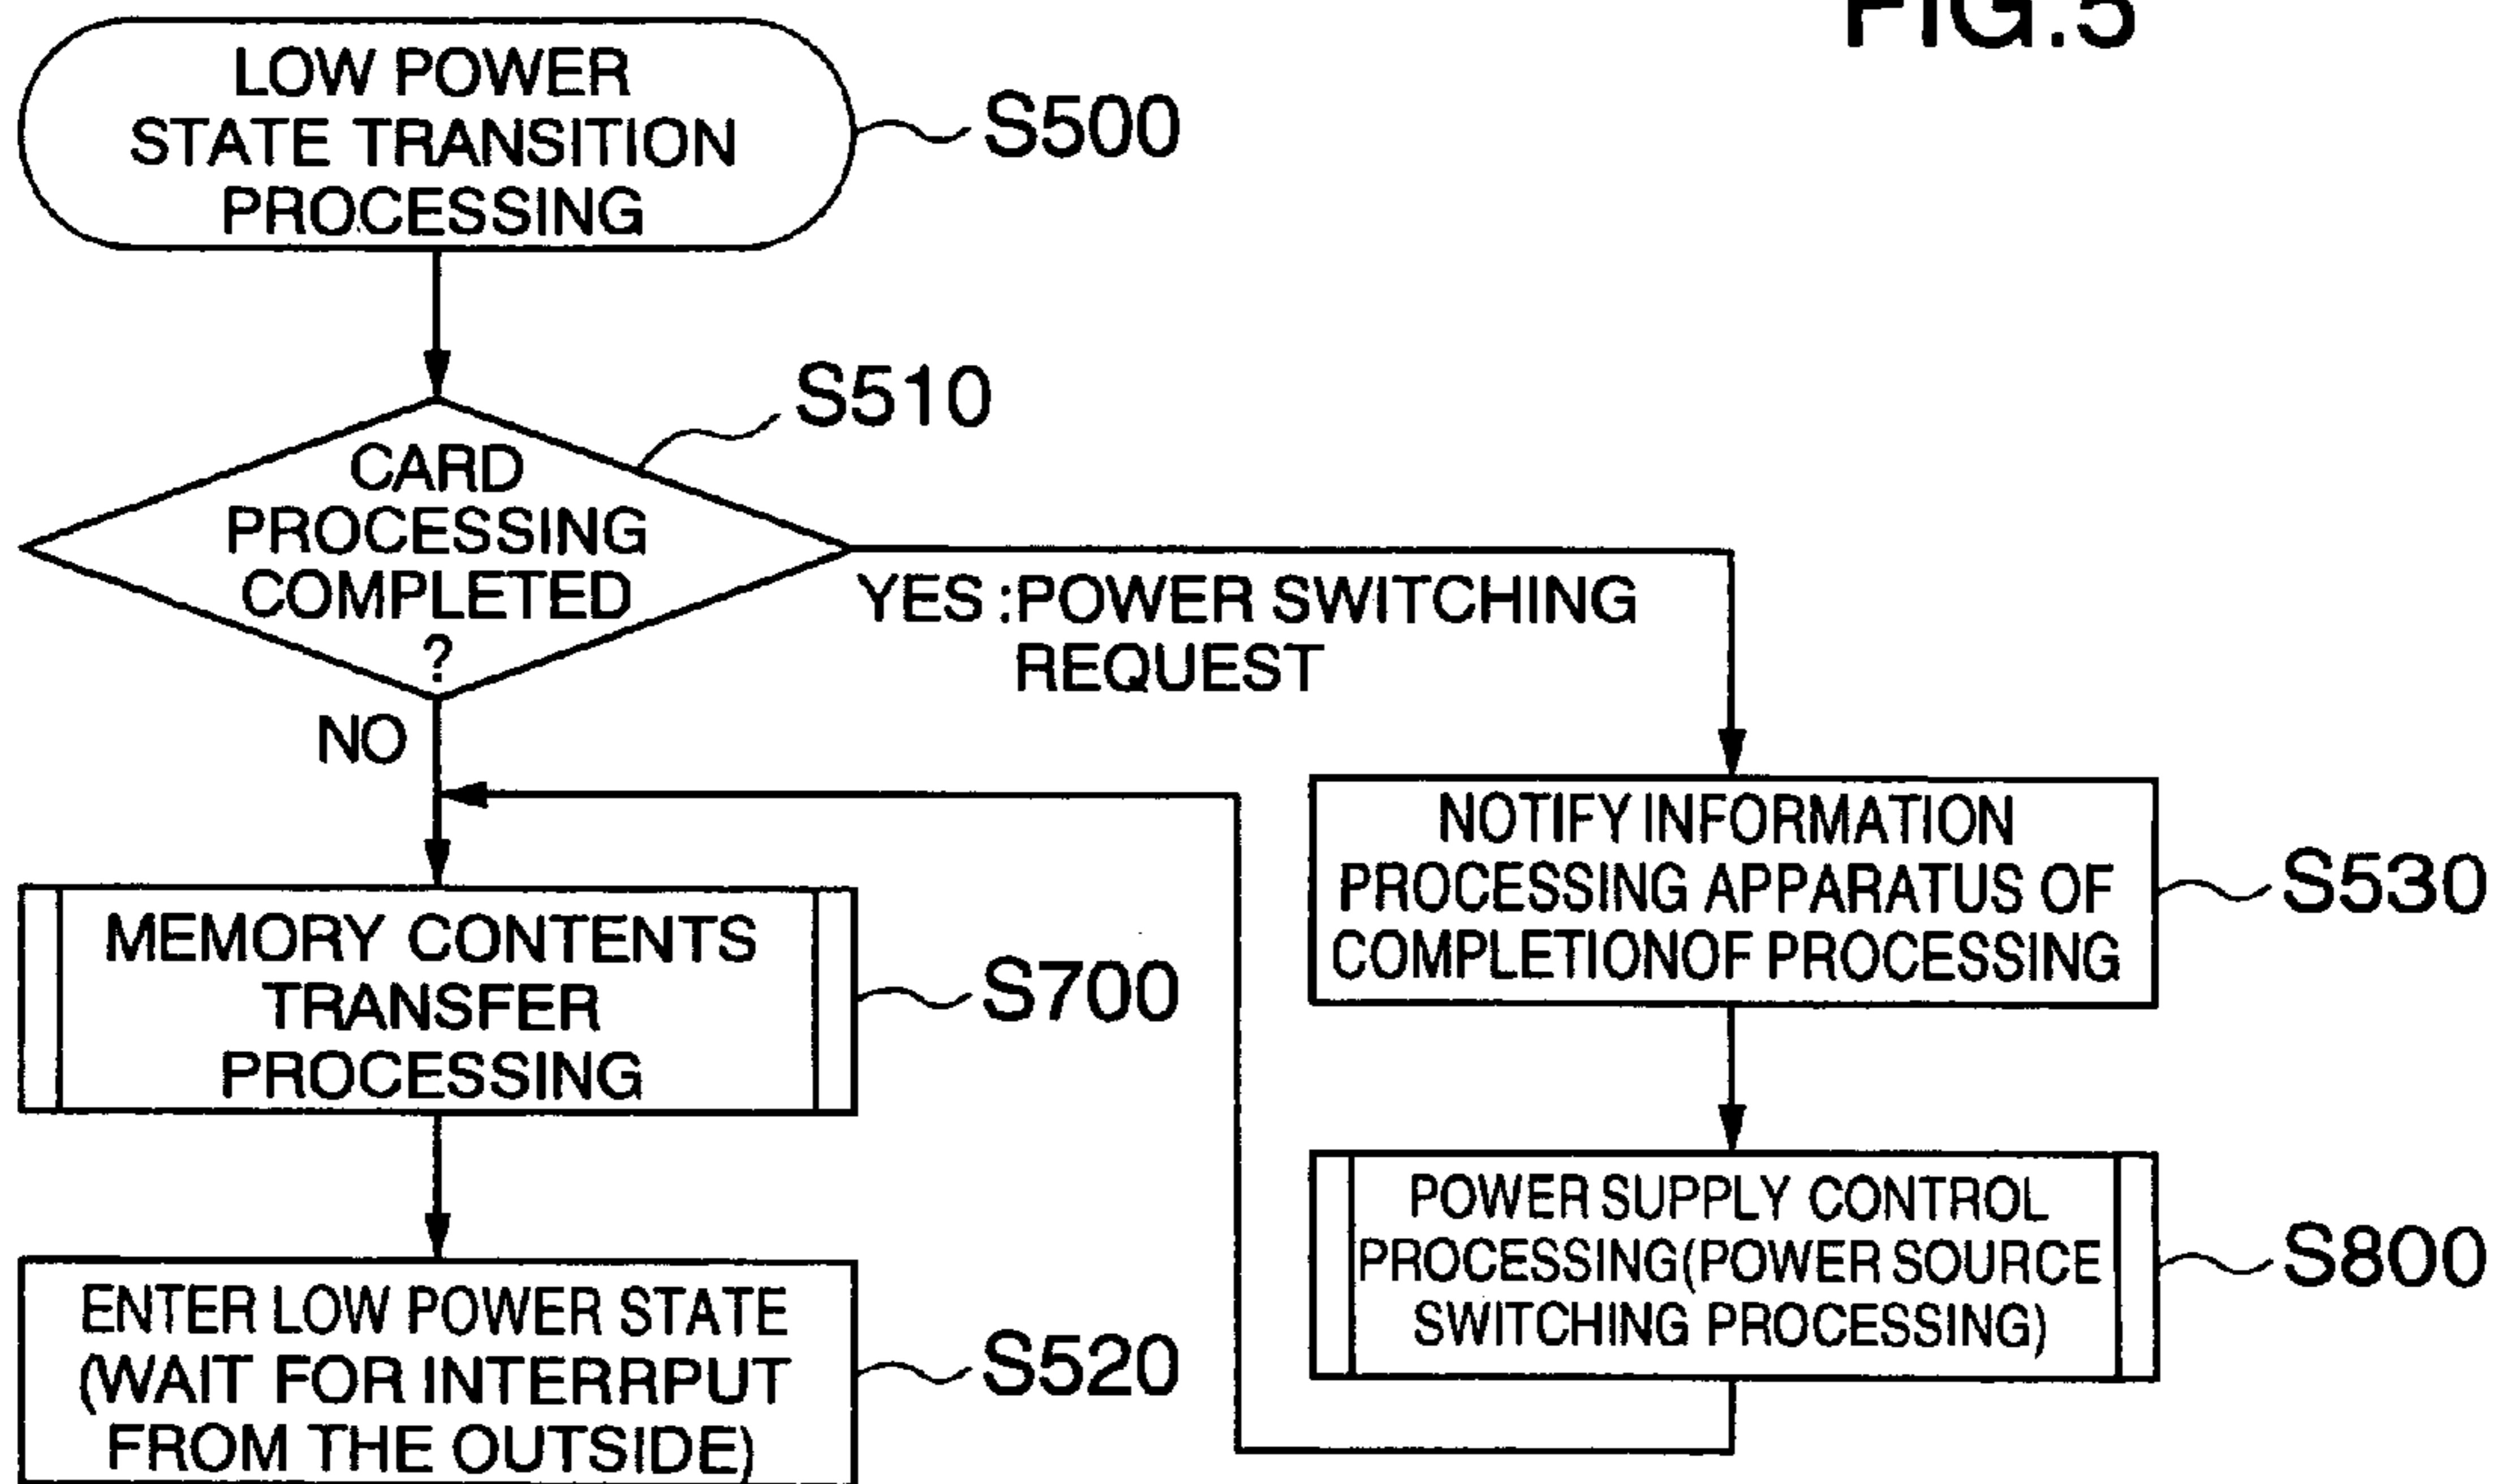 FIG.5
LOW POWER
STATE TRANSITION
PROCESSING
S500
S510
CARD
PROCESSING
COMPLETED
?
YES :POWER SWITCHING
REQUEST
NO
NOTIFY INFORMATION
PROCESSING APPARATUS OF
COMPLETIONOF PROCESSING
S530
MEMORY CONTENTS
TRANSFER
PROCESSING
S700
POWER SUPPLY CONTROL
PROCESSING(POWER SOURCE
SWITCHING PROCESSING)
S800
ENTER LOW POWER STATE
(WAIT FOR INTERRPUT
FROM THE OUTSIDE)
S520